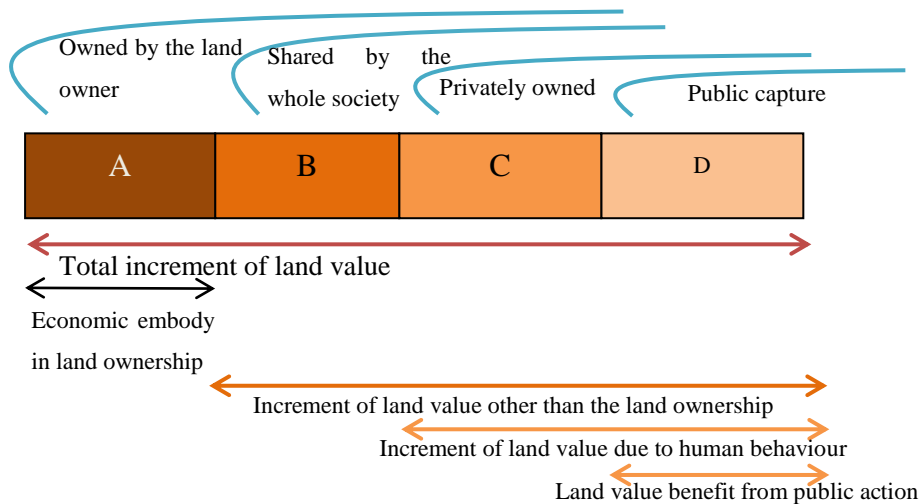 Owned by the land
owner
Shared by the
whole society
Privately owned
Public capture
A
B
C
D
Total increment of land value
Economic embody
in land ownership
Increment of land value other than the land ownership
Increment of land value due to human behaviour
Land value benefit from public action